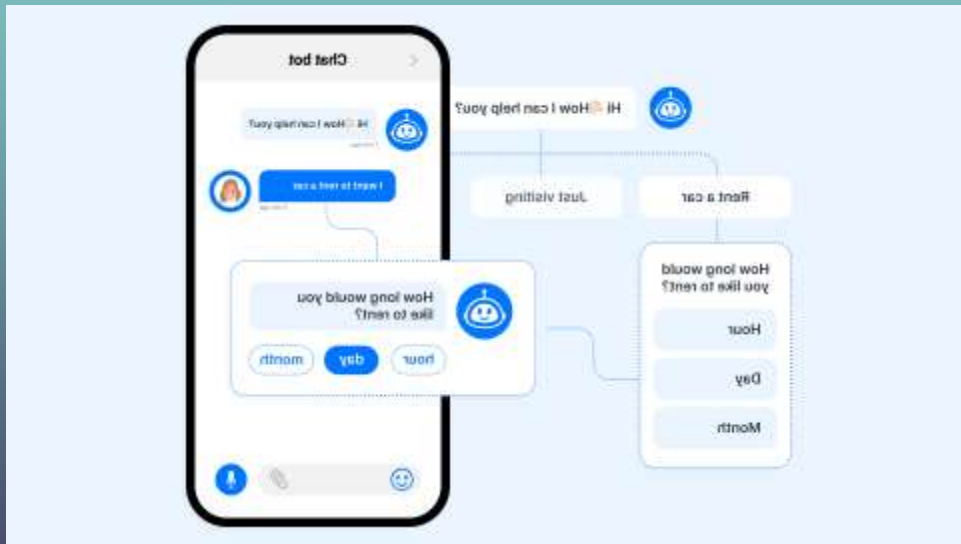 Chat bot
Hi 👋How I can help you?
I want to rent a car
How long would you
like to rent?
hour
day
month
Hi 👋How I can help you?
Rent a car
Just visiting
How long would
you like to rent?
Hour
Day
Month